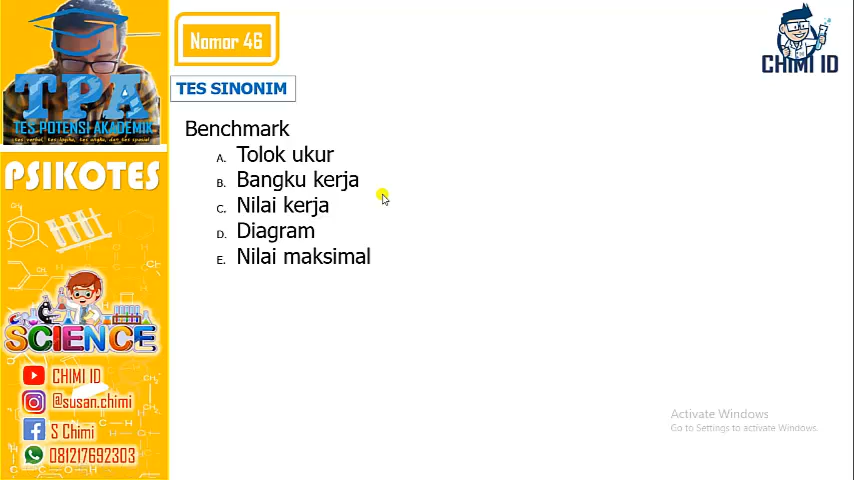 Nomor 46
CHIMI ID
TES SINONIM
TPA
TES POTENSI AKADEMIK
Benchmark
A. Tolok ukur
B. Bangku kerja
C. Nilai kerja
D. Diagram
E. Nilai maksimal
PSIKOTES
SCIENCE
CHIMI ID
@susan.chimi
S Chimi
081217692303
Activate Windows
Go to Settings to activate Windows.